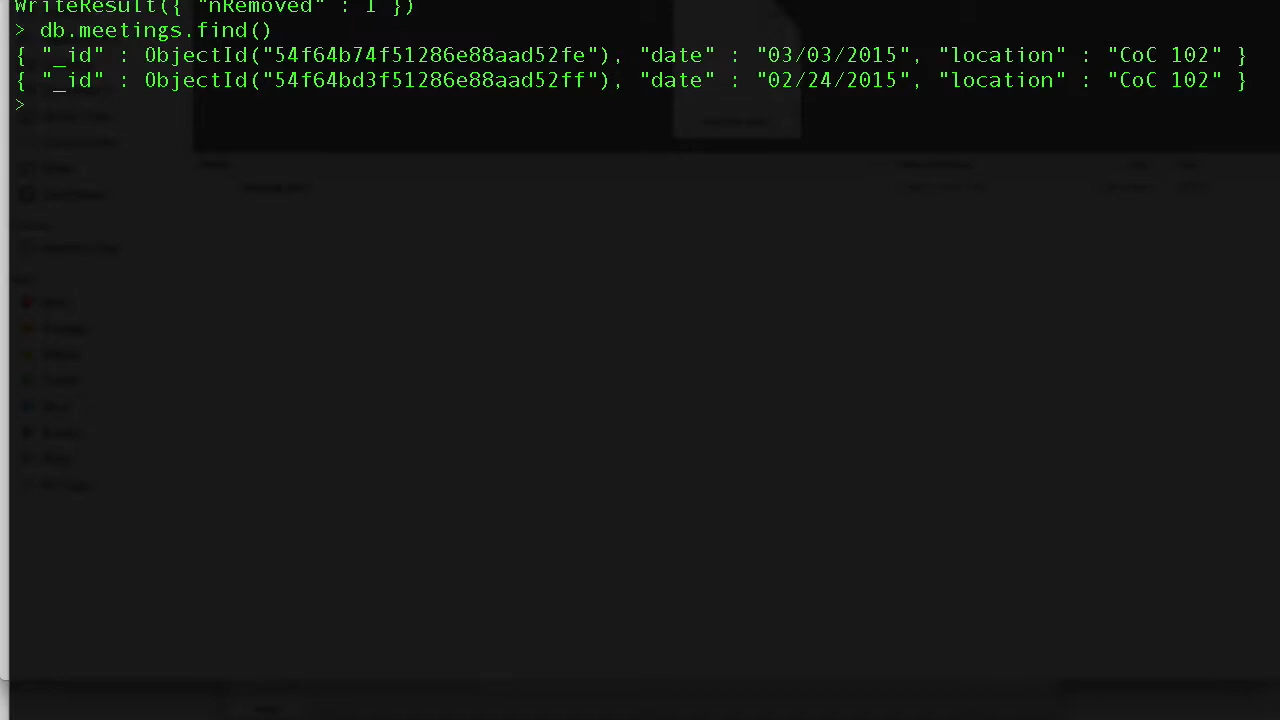 WriteResult({ "nRemoved" : 1 })
> db.meetings.find()
{ "_id" : ObjectId("54f64b74f51286e88aad52fe"), "date" : "03/03/2015", "location" : "CoC 102" }
{ "_id" : ObjectId("54f64bd3f51286e88aad52ff"), "date" : "02/24/2015", "location" : "CoC 102" }
>